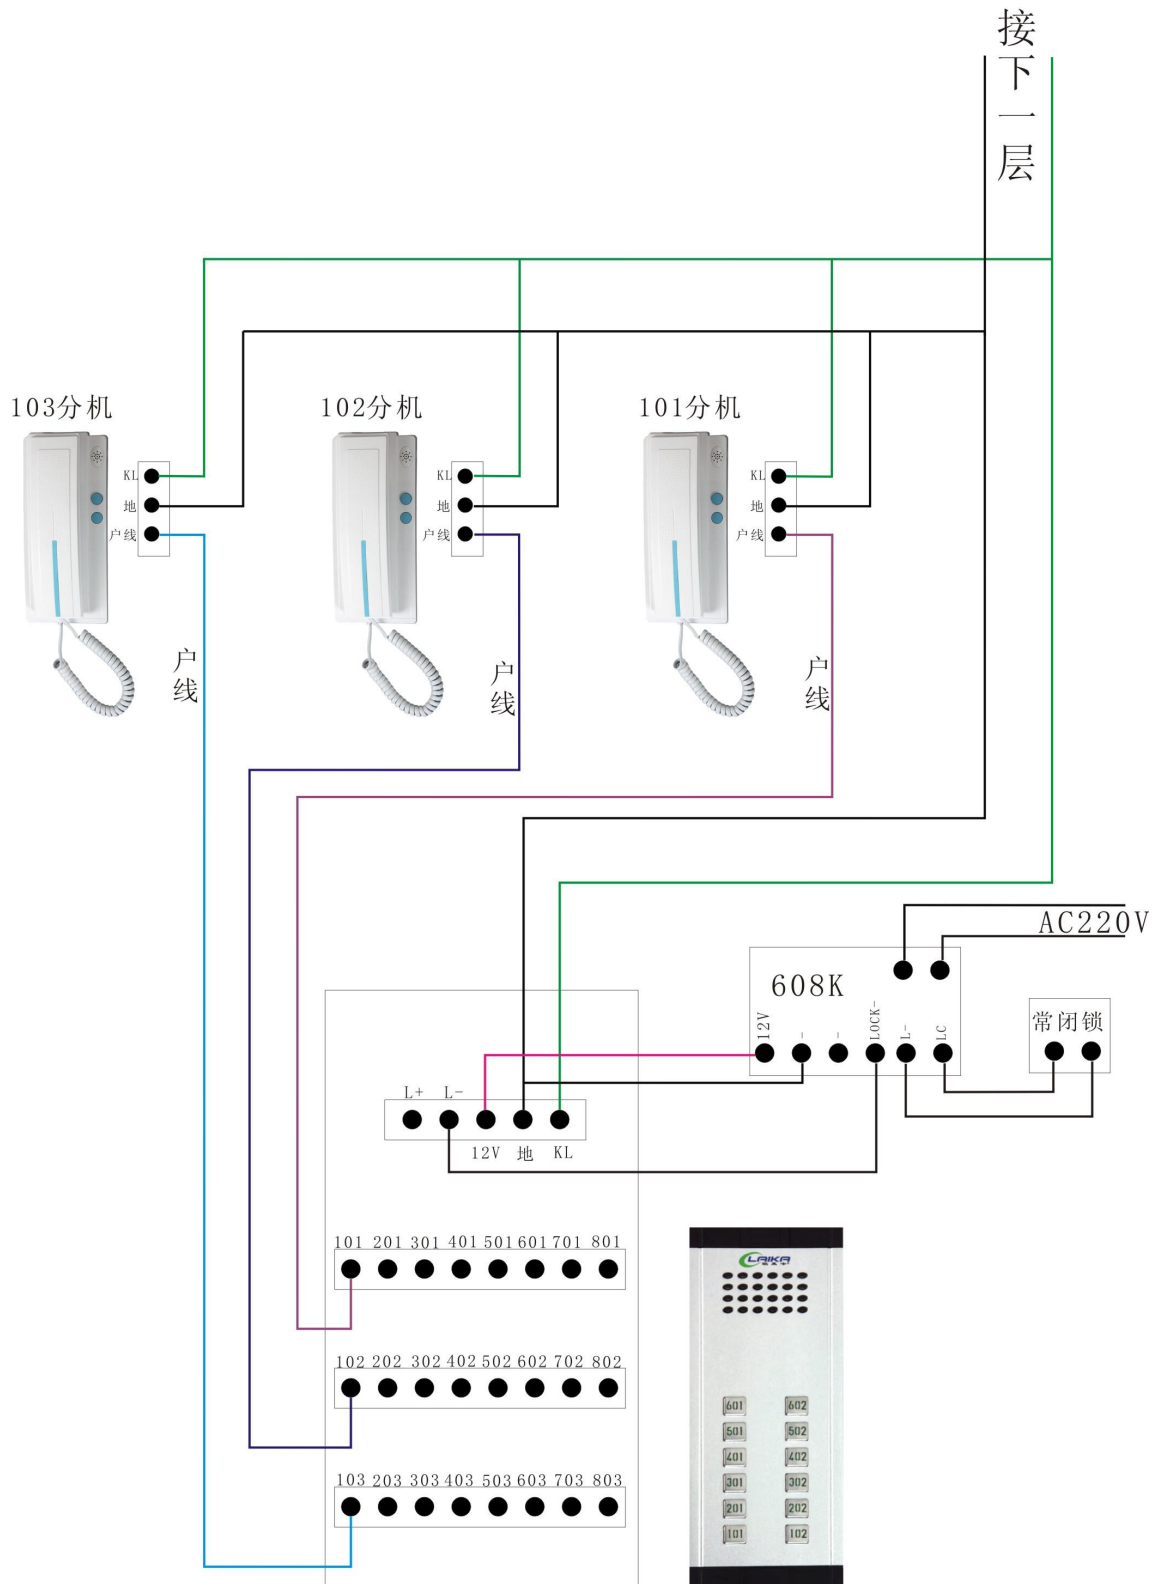 接下一层
103分机
102分机
101分机
KL
地
户线
KL
地
户线
KL
地
户线
户线
户线
户线
AC220V
608K
12V
-
-
LOCK-
L-
LC
常闭锁
L+ L-
12V 地 KL
101 201 301 401 501 601 701 801
102 202 302 402 502 602 702 802
103 203 303 403 503 603 703 803
LAIKA
601 602
501 502
401 402
301 302
201 202
101 102